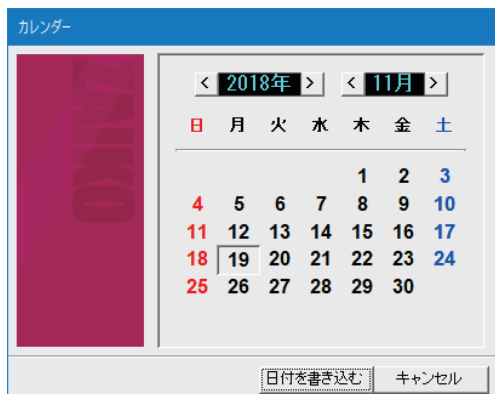 カレンダー
ZAIKO
< 2018年 > < 11月 >
日 月 火 水 木 金 土
1 2 3
4 5 6 7 8 9 10
11 12 13 14 15 16 17
18 19 20 21 22 23 24
25 26 27 28 29 30
日付を書き込む キャンセル